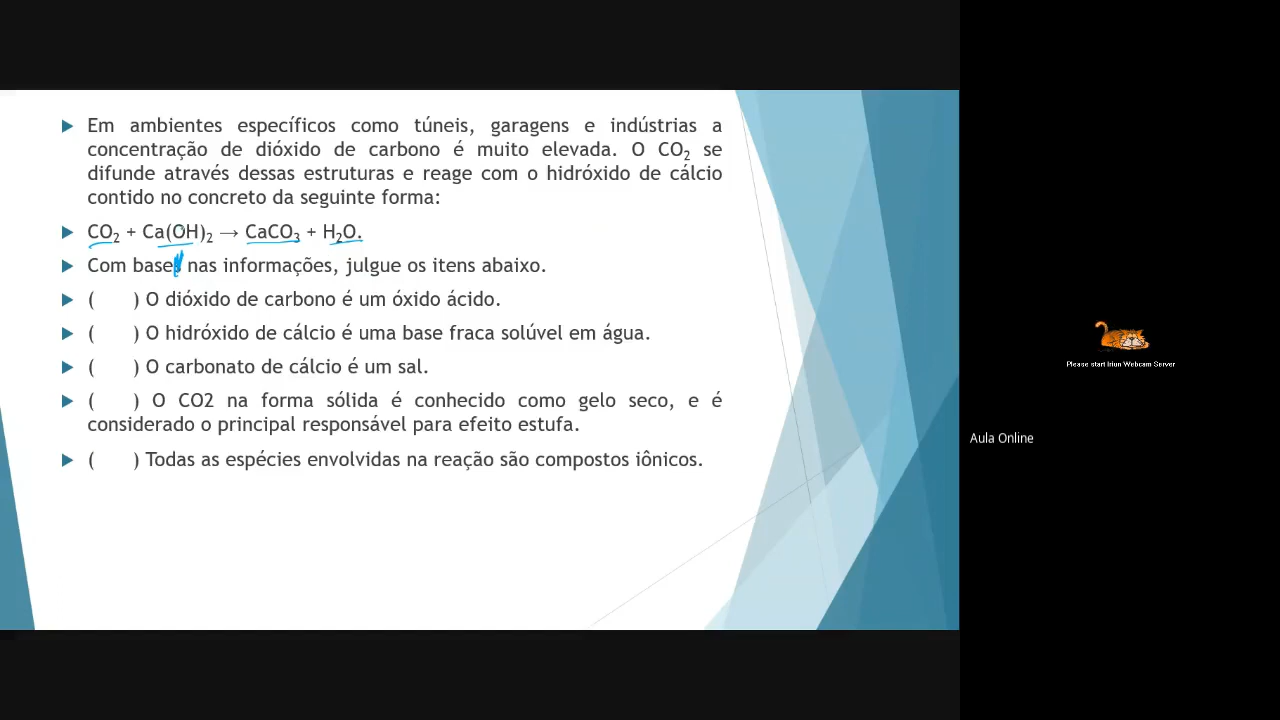 Em ambientes específicos como túneis, garagens e indústrias a
concentração de dióxido de carbono é muito elevada. O CO₂ se
difunde através dessas estruturas e reage com o hidróxido de cálcio
contido no concreto da seguinte forma:
CO₂ + Ca(OH)₂ → CaCO₃ + H₂O.
Com base nas informações, julgue os itens abaixo.
( ) O dióxido de carbono é um óxido ácido.
( ) O hidróxido de cálcio é uma base fraca solúvel em água.
( ) O carbonato de cálcio é um sal.
( ) O CO2 na forma sólida é conhecido como gelo seco, e é
considerado o principal responsável para efeito estufa.
( ) Todas as espécies envolvidas na reação são compostos iônicos.
Please start Iriun Webcam Server
Aula Online